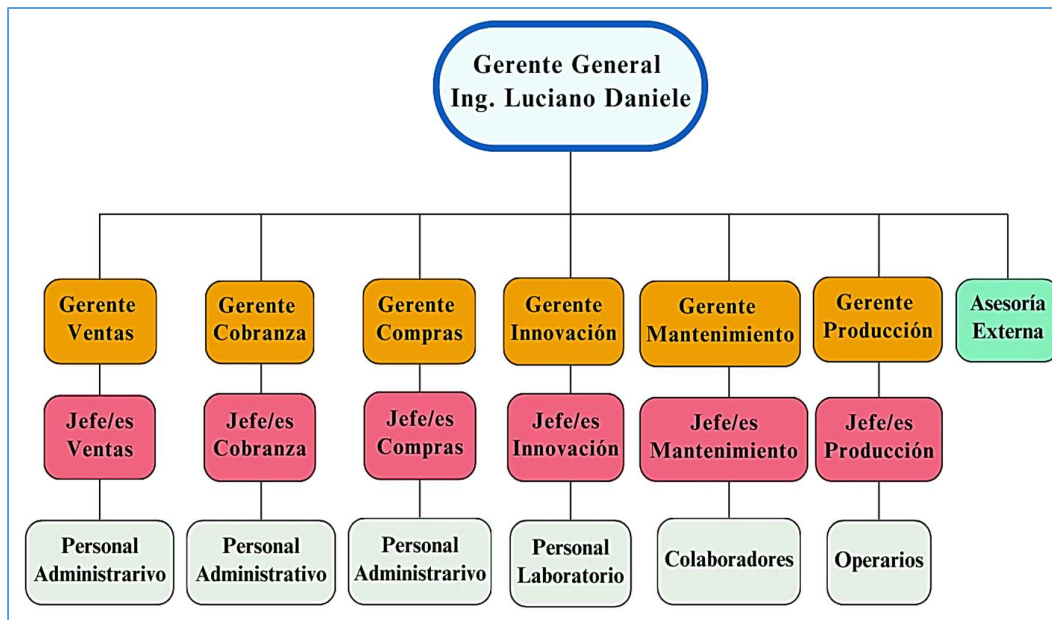 Gerente General
Ing. Luciano Daniele
Gerente
Ventas
Gerente
Cobranza
Gerente
Compras
Gerente
Innovación
Gerente
Mantenimiento
Gerente
Producción
Asesoría
Externa
Jefe/es
Ventas
Jefe/es
Cobranza
Jefe/es
Compras
Jefe/es
Innovación
Jefe/es
Mantenimiento
Jefe/es
Producción
Personal
Administrarivo
Personal
Administrativo
Personal
Administrarivo
Personal
Laboratorio
Colaboradores
Operarios